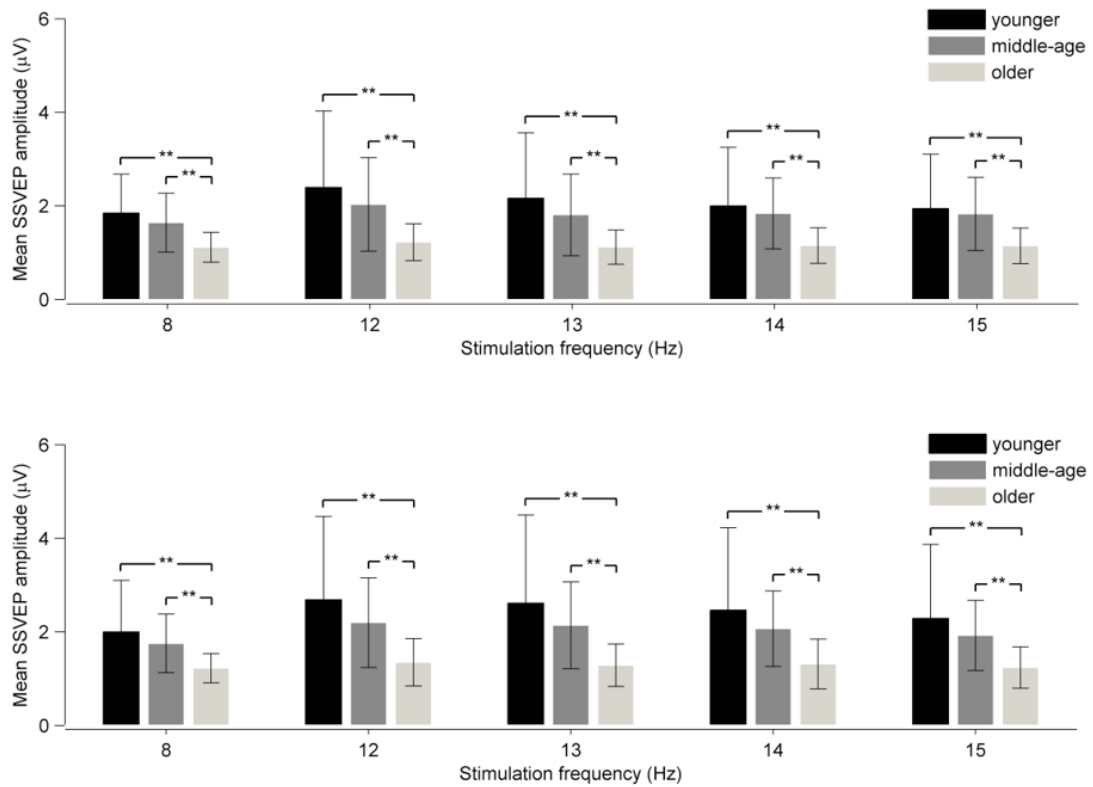 6
4
2
0
Mean SSVEP amplitude (μV)
younger
middle-age
older
**
**
**
**
**
**
**
**
**
**
8 12 13 14 15
Stimulation frequency (Hz)
6
4
2
0
Mean SSVEP amplitude (μV)
younger
middle-age
older
**
**
**
**
**
**
**
**
**
**
8 12 13 14 15
Stimulation frequency (Hz)